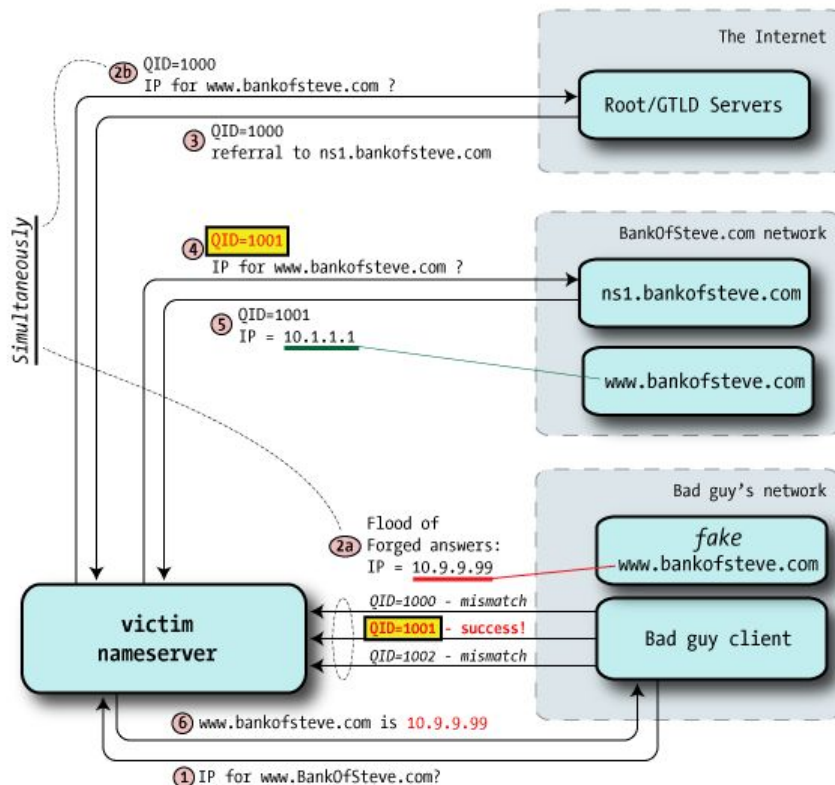 The Internet
2b QID=1000
IP for www.bankofsteve.com ?
Root/GTLD Servers
3 QID=1000
referral to ns1.bankofsteve.com
Simultaneously
BankOfSteve.com network
4 QID=1001
IP for www.bankofsteve.com ?
ns1.bankofsteve.com
5 QID=1001
IP = 10.1.1.1
www.bankofsteve.com
Bad guy's network
2a Flood of
Forged answers:
IP = 10.9.9.99
fake
www.bankofsteve.com
victim
nameserver
QID=1000 - mismatch
QID=1001 - success!
QID=1002 - mismatch
Bad guy client
6 www.bankofsteve.com is 10.9.9.99
1 IP for www.BankOfSteve.com?